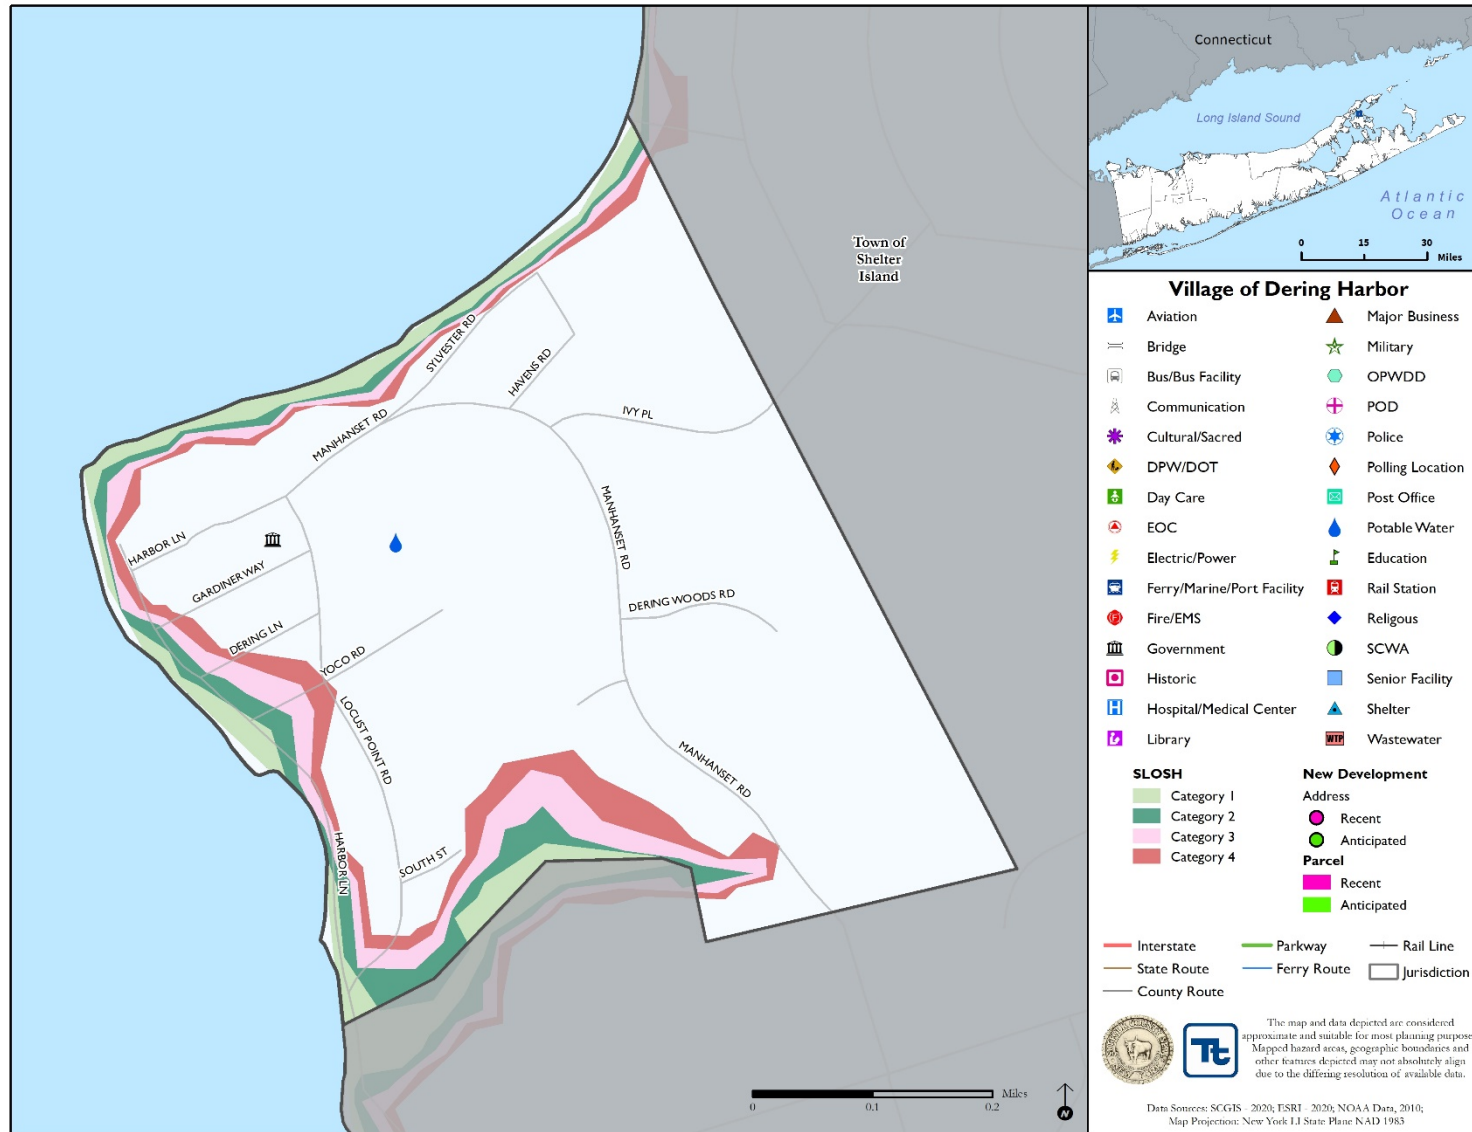 Town of
Shelter
Island
SYLVESTER RD
HAVENS RD
MANHANSET RD
IVY PL
MANHANSET RD
HARBOR LN
GARDINER WAY
DERING LN
YOCO RD
DERING WOODS RD
LOCUST POINT RD
MANHANSET RD
HARBOR LN
SOUTH ST
Miles
0 0.1 0.2
N
Connecticut
Long Island Sound
Atlantic
Ocean
0 15 30
Miles
Village of Dering Harbor
Aviation
Bridge
Bus/Bus Facility
Communication
Cultural/Sacred
DPW/DOT
Day Care
EOC
Electric/Power
Ferry/Marine/Port Facility
Fire/EMS
Government
Historic
Hospital/Medical Center
Library
Major Business
Military
OPWDD
POD
Police
Polling Location
Post Office
Potable Water
Education
Rail Station
Religous
SCWA
Senior Facility
Shelter
WTP Wastewater
SLOSH
Category 1
Category 2
Category 3
Category 4
New Development
Address
Recent
Anticipated
Parcel
Recent
Anticipated
Interstate
State Route
County Route
Parkway
Ferry Route
Rail Line
Jurisdiction
Tt
The map and data depicted are considered
approximate and suitable for most planning purpose
Mapped hazard areas, geographic boundaries and
other features depicted may not absolutely align
due to the differing resolution of available data.
Data Sources: SCGIS - 2020; ESRI - 2020; NOAA Data, 2010;
Map Projection: New York LI State Plane NAD 1983